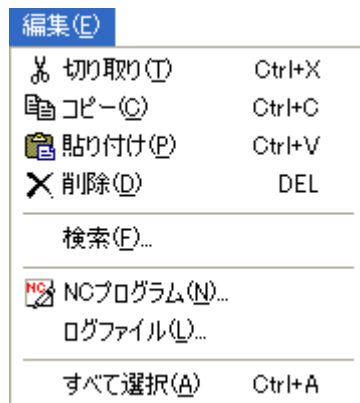 編集(E)
切り取り(T) Ctrl+X
コピー(C) Ctrl+C
貼り付け(P) Ctrl+V
削除(D) DEL
検索(F)...
NC NCプログラム(N)...
ログファイル(L)...
すべて選択(A) Ctrl+A